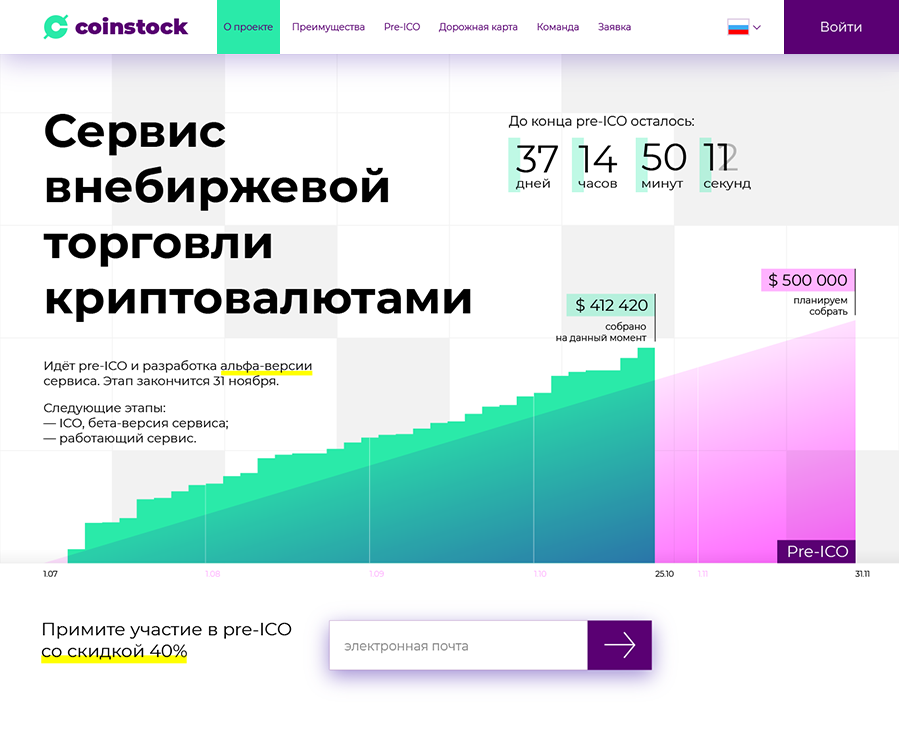 coinstock
О проекте
Преимущества
Pre-ICO
Дорожная карта
Команда
Заявка
Войти
Сервис
внебиржевой
торговли
криптовалютами
До конца pre-ICO осталось:
37 14 50 11
дней часов минут секунд
$ 500 000
планируем
собрать
$ 412 420
собрано
на данный момент
Идёт pre-ICO и разработка альфа-версии
сервиса. Этап закончится 31 ноября.
Следующие этапы:
— ICO, бета-версия сервиса;
— работающий сервис.
Pre-ICO
1.07 1.08 1.09 1.10 25.10 1.11 31.11
Примите участие в pre-ICO
со скидкой 40%
электронная почта